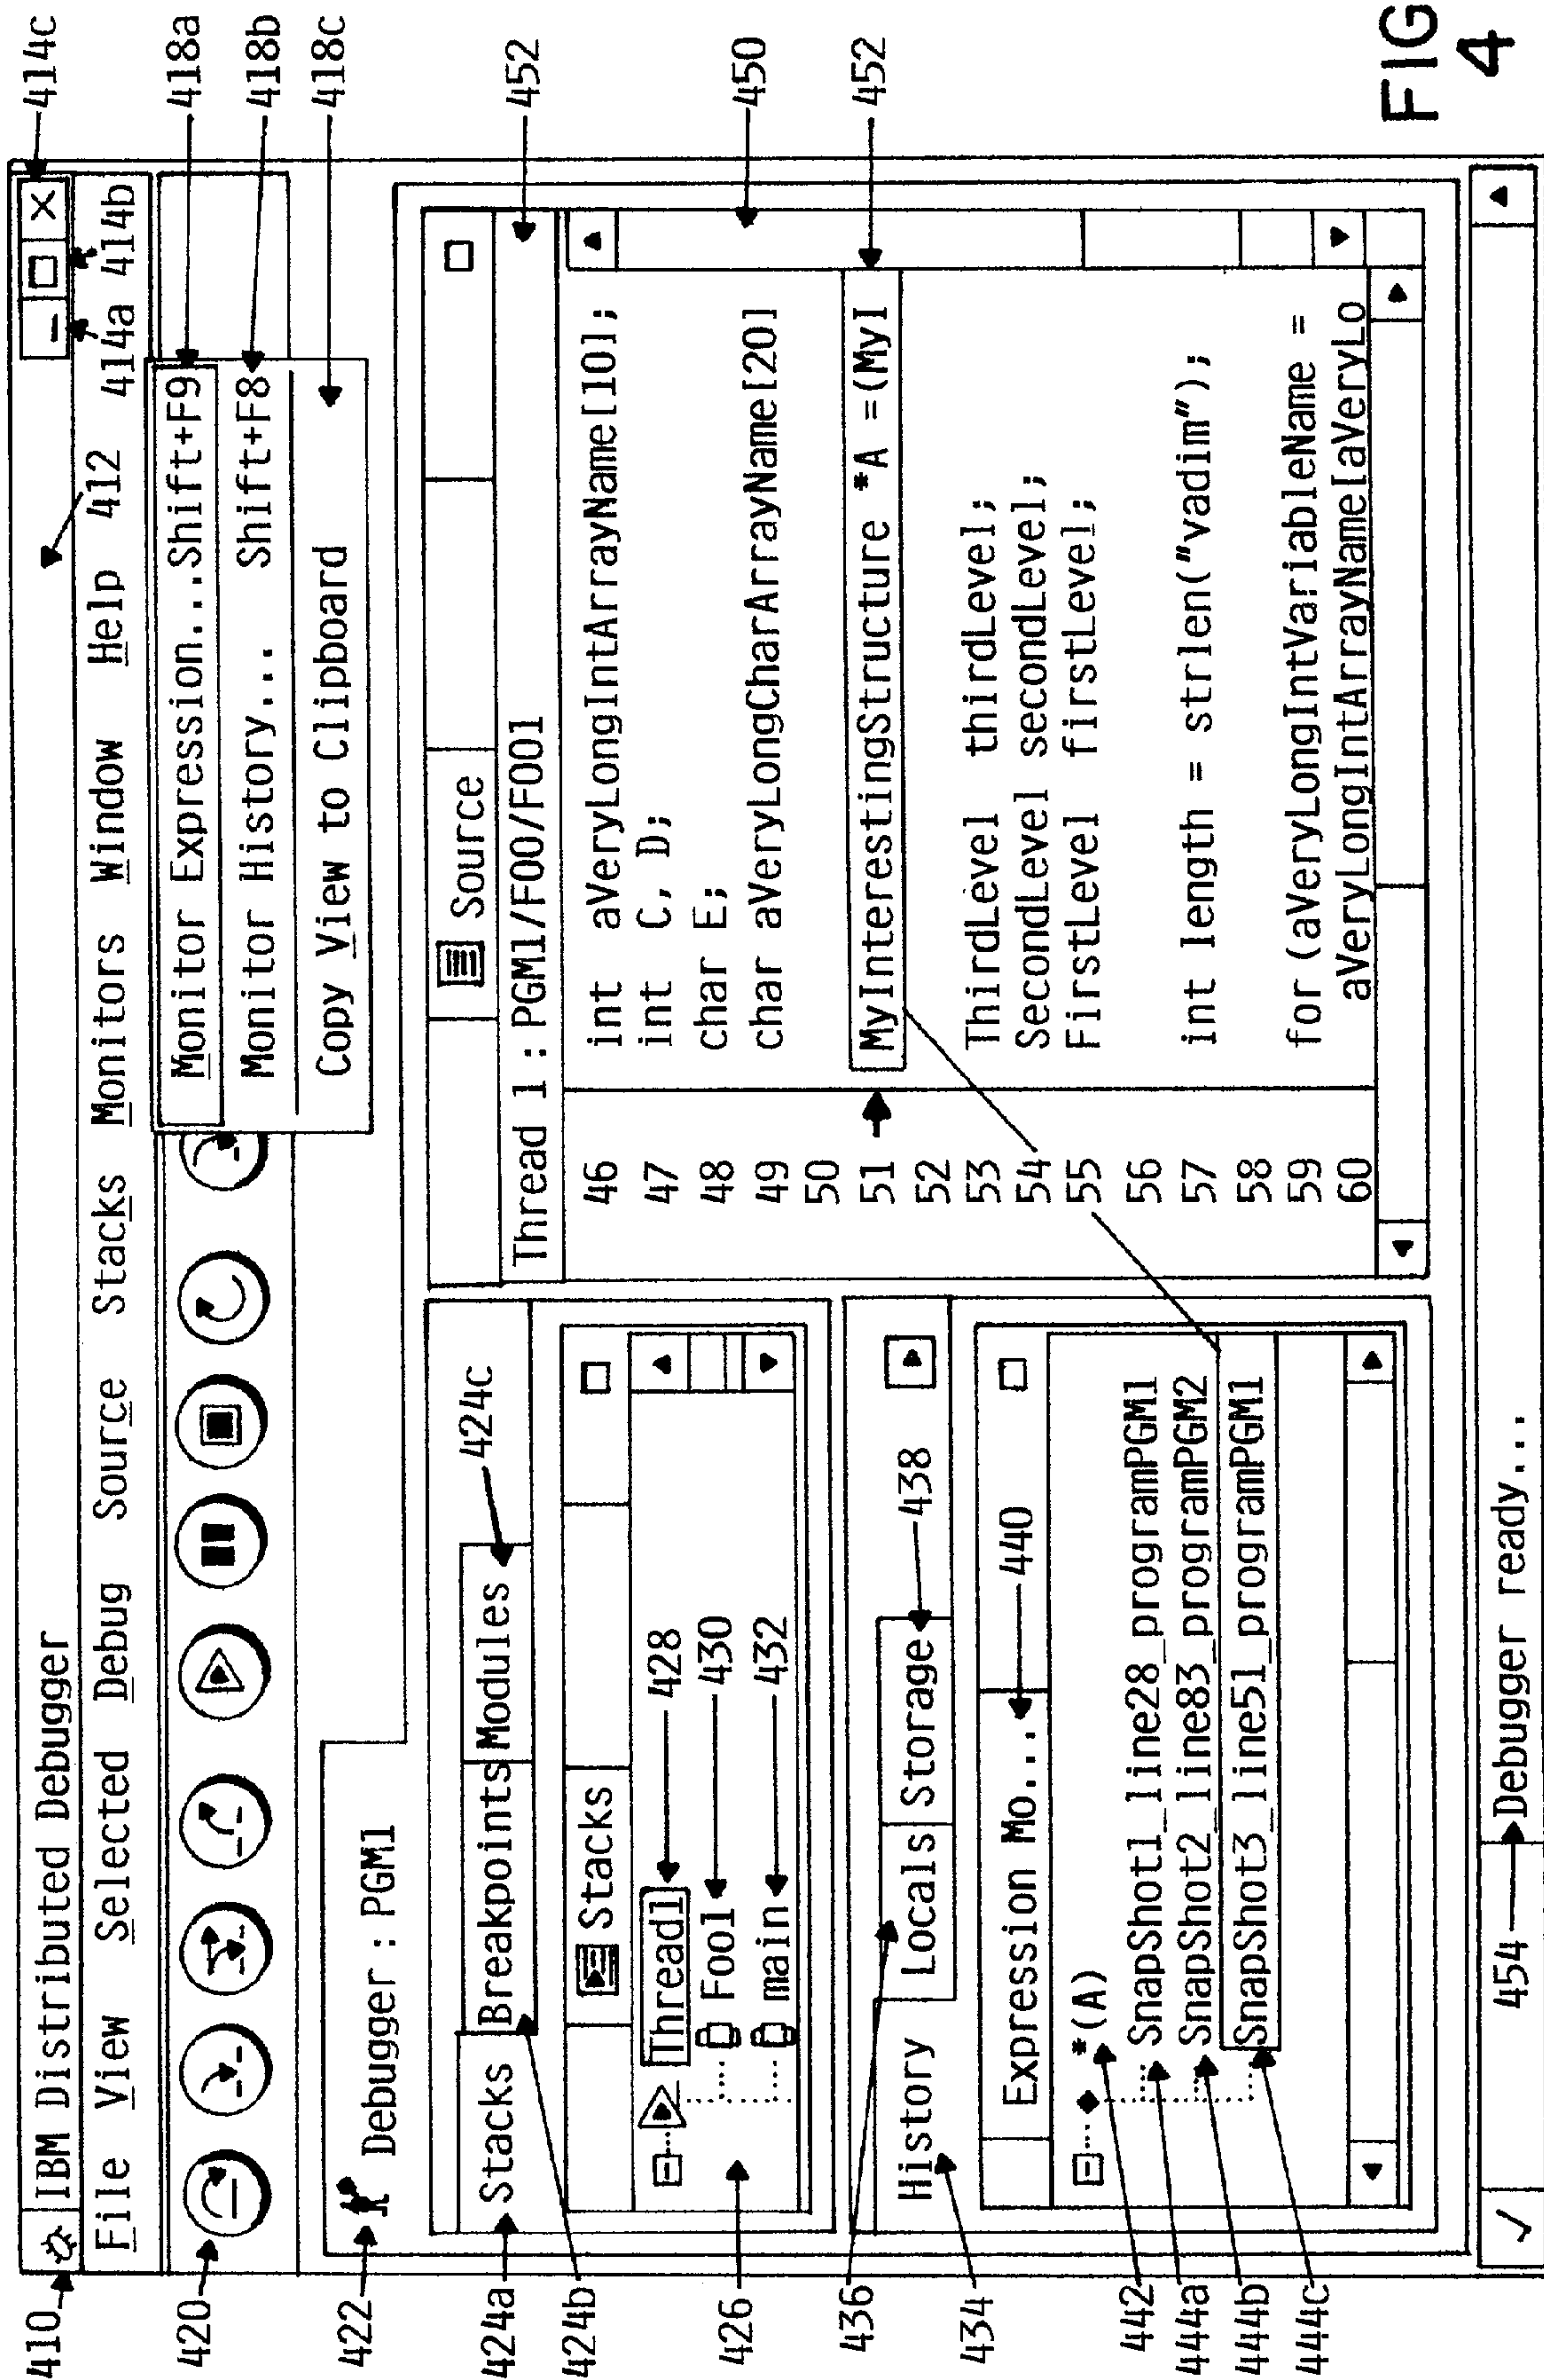 410
IBM Distributed Debugger
412
414a
414b
414c
File View Selected Debug Source Stacks Monitors Window Help
420
Monitor Expression...Shift+F9
418a
Monitor History... Shift+F8
418b
Copy View to Clipboard
418c
422
Debugger : PGM1
424a
Stacks Breakpoints Modules
424b
424c
Stacks
426
Thread1
428
Foo1
430
main
432
436
434
History Locals Storage
438
Expression Mo...
440
442
*(A)
444a
SnapShot1_line28_programPGM1
444b
SnapShot2_line83_programPGM2
444c
SnapShot3_line51_programPGM1
Source
Thread 1 : PGM1/F00/F001
452
46 int aVeryLongIntArrayName[10];
47 int C, D;
48 char E;
49 char aVeryLongCharArrayName[20]
450
50
51 MyInterestingStructure *A =(MyI
452
52
53 ThirdLevel thirdLevel;
54 SecondLevel secondLevel;
55 FirstLevel firstLevel;
56
57 int length = strlen("vadim");
58
59 for (aVeryLongIntVariableName =
60 aVeryLongIntArrayName[aVeryLo
454
Debugger ready...
FIG
4